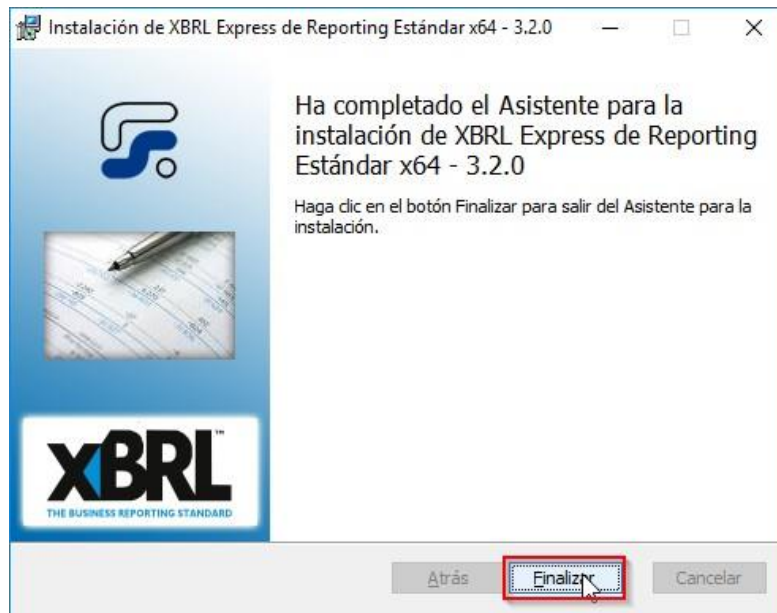 Instalación de XBRL Express de Reporting Estándar x64 - 3.2.0
Ha completado el Asistente para la
instalación de XBRL Express de Reporting
Estándar x64 - 3.2.0
Haga clic en el botón Finalizar para salir del Asistente para la
instalación.
XBRL™
THE BUSINESS REPORTING STANDARD
Atrás
Finalizar
Cancelar